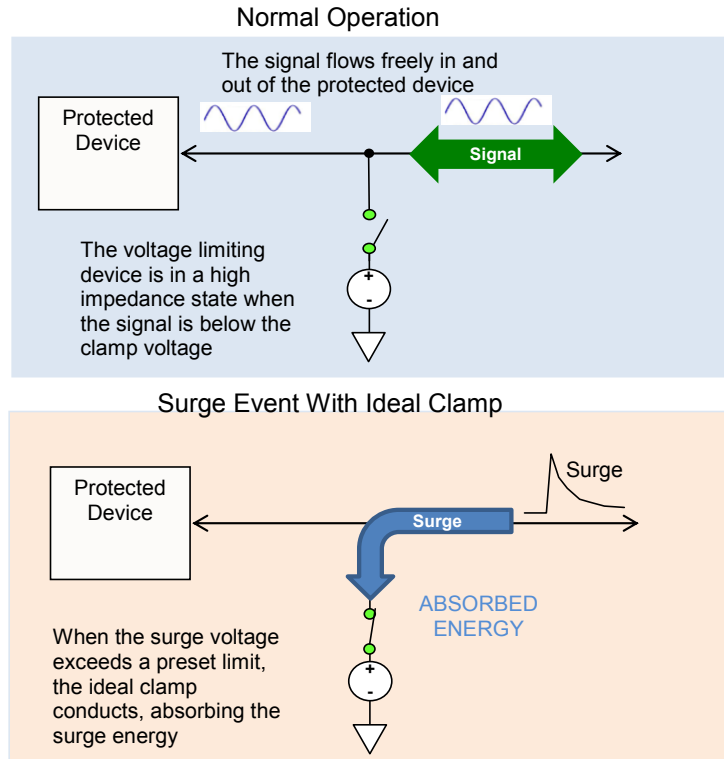 Normal Operation
The signal flows freely in and
out of the protected device
Protected
Device
Signal
The voltage limiting
device is in a high
impedance state when
the signal is below the
clamp voltage
+
-
Surge Event With Ideal Clamp
Protected
Device
Surge
Surge
ABSORBED
ENERGY
When the surge voltage
exceeds a preset limit,
the ideal clamp
conducts, absorbing the
surge energy
+
-